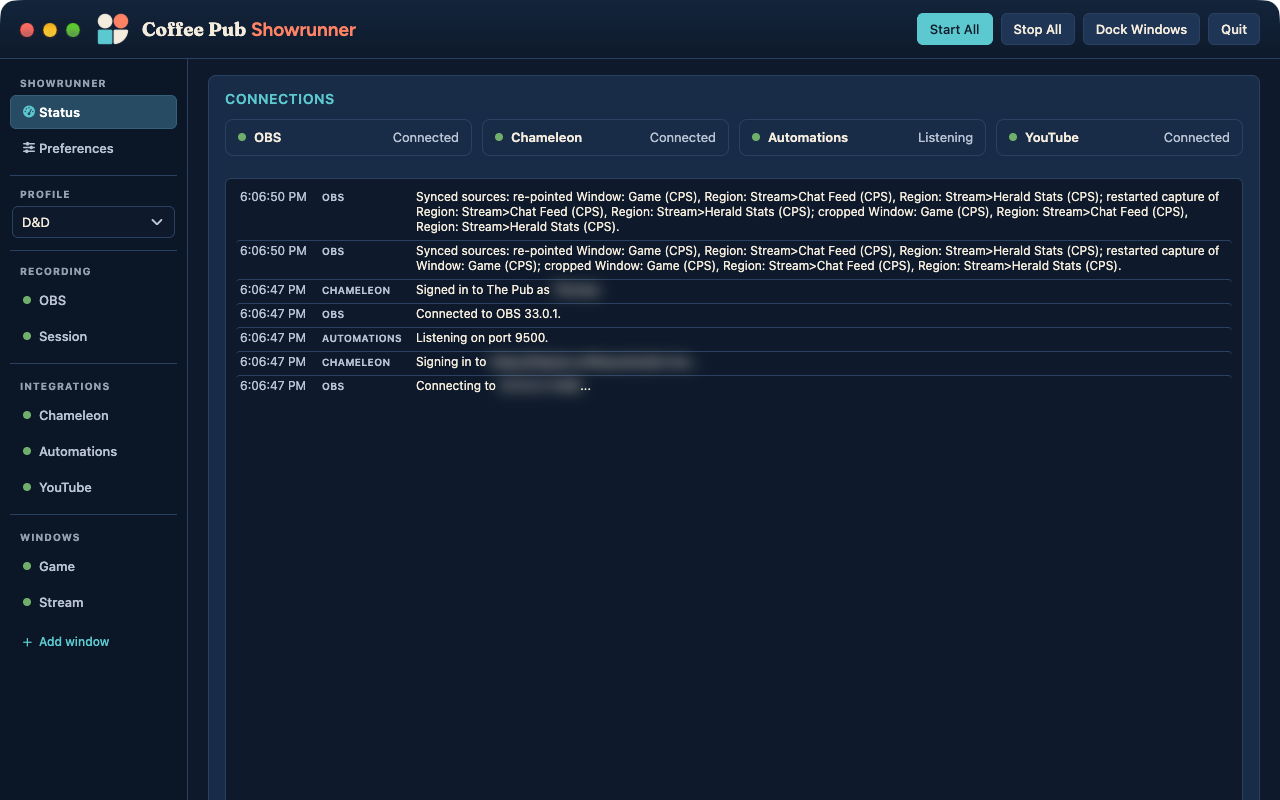 Coffee Pub Showrunner
Start All
Stop All
Dock Windows
Quit
SHOWRUNNER
Status
Preferences
PROFILE
D&D
RECORDING
OBS
Session
INTEGRATIONS
Chameleon
Automations
YouTube
WINDOWS
Game
Stream
+ Add window
CONNECTIONS
OBS Connected
Chameleon Connected
Automations Listening
YouTube Connected
6:06:50 PM OBS Synced sources: re-pointed Window: Game (CPS), Region: Stream>Chat Feed (CPS), Region: Stream>Herald Stats (CPS); restarted capture of
Region: Stream>Chat Feed (CPS), Region: Stream>Herald Stats (CPS); cropped Window: Game (CPS), Region: Stream>Chat Feed (CPS),
Region: Stream>Herald Stats (CPS).
6:06:50 PM OBS Synced sources: re-pointed Window: Game (CPS), Region: Stream>Chat Feed (CPS), Region: Stream>Herald Stats (CPS); restarted capture of
Window: Game (CPS); cropped Window: Game (CPS), Region: Stream>Chat Feed (CPS), Region: Stream>Herald Stats (CPS).
6:06:47 PM CHAMELEON Signed in to The Pub as
6:06:47 PM OBS Connected to OBS 33.0.1.
6:06:47 PM AUTOMATIONS Listening on port 9500.
6:06:47 PM CHAMELEON Signing in to
6:06:47 PM OBS Connecting to ...